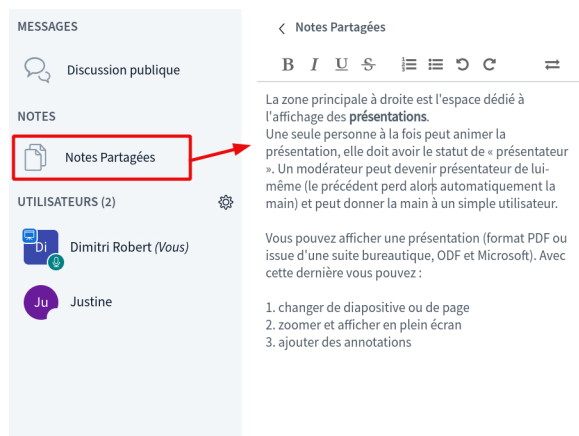 MESSAGES
Discussion publique
NOTES
Notes Partagées
UTILISATEURS (2)
Di
Dimitri Robert (Vous)
Ju
Justine
Notes Partagées
B I U S
La zone principale à droite est l'espace dédié à
l'affichage des présentations.
Une seule personne à la fois peut animer la
présentation, elle doit avoir le statut de « présentateur
». Un modérateur peut devenir présentateur de lui-
même (le précédent perd alors automatiquement la
main) et peut donner la main à un simple utilisateur.
Vous pouvez afficher une présentation (format PDF ou
issue d'une suite bureautique, ODF et Microsoft). Avec
cette dernière vous pouvez :
1. changer de diapositive ou de page
2. zoomer et afficher en plein écran
3. ajouter des annotations